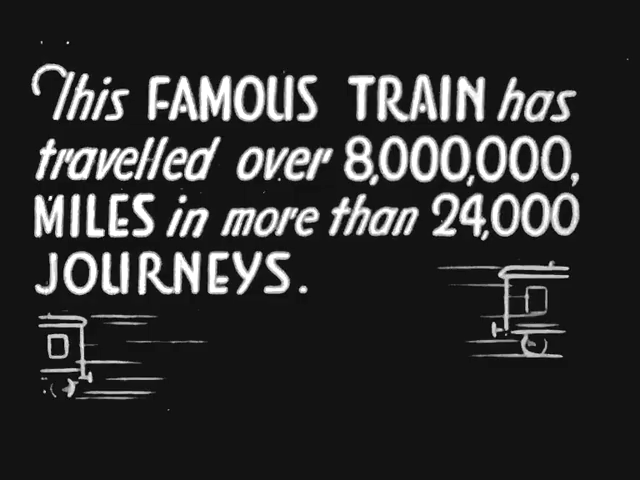 This FAMOUS TRAIN has
travelled over 8,000,000,
MILES in more than 24,000
JOURNEYS.